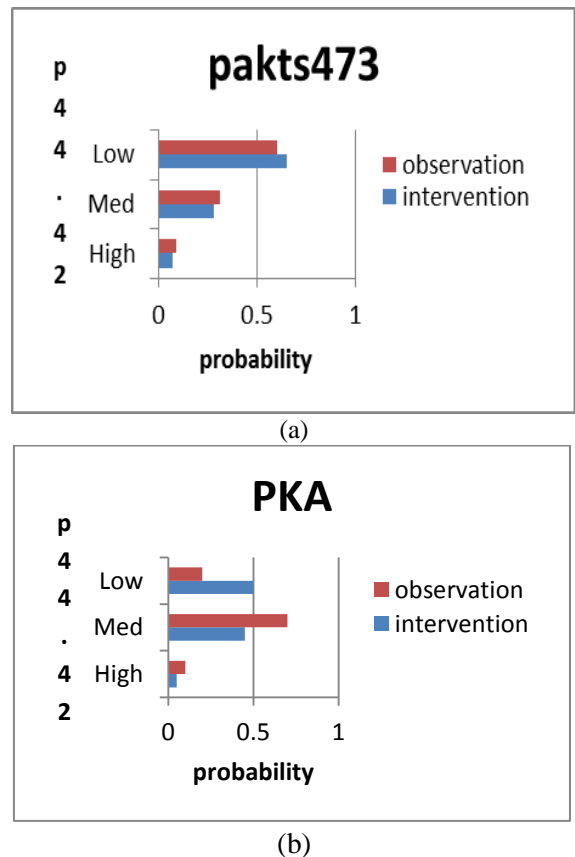 pakts473
p
4
4
.
4
2
Low
Med
High
observation
intervention
0 0.5 1
probability
(a)
PKA
p
4
4
.
4
2
Low
Med
High
observation
intervention
0 0.5 1
probability
(b)